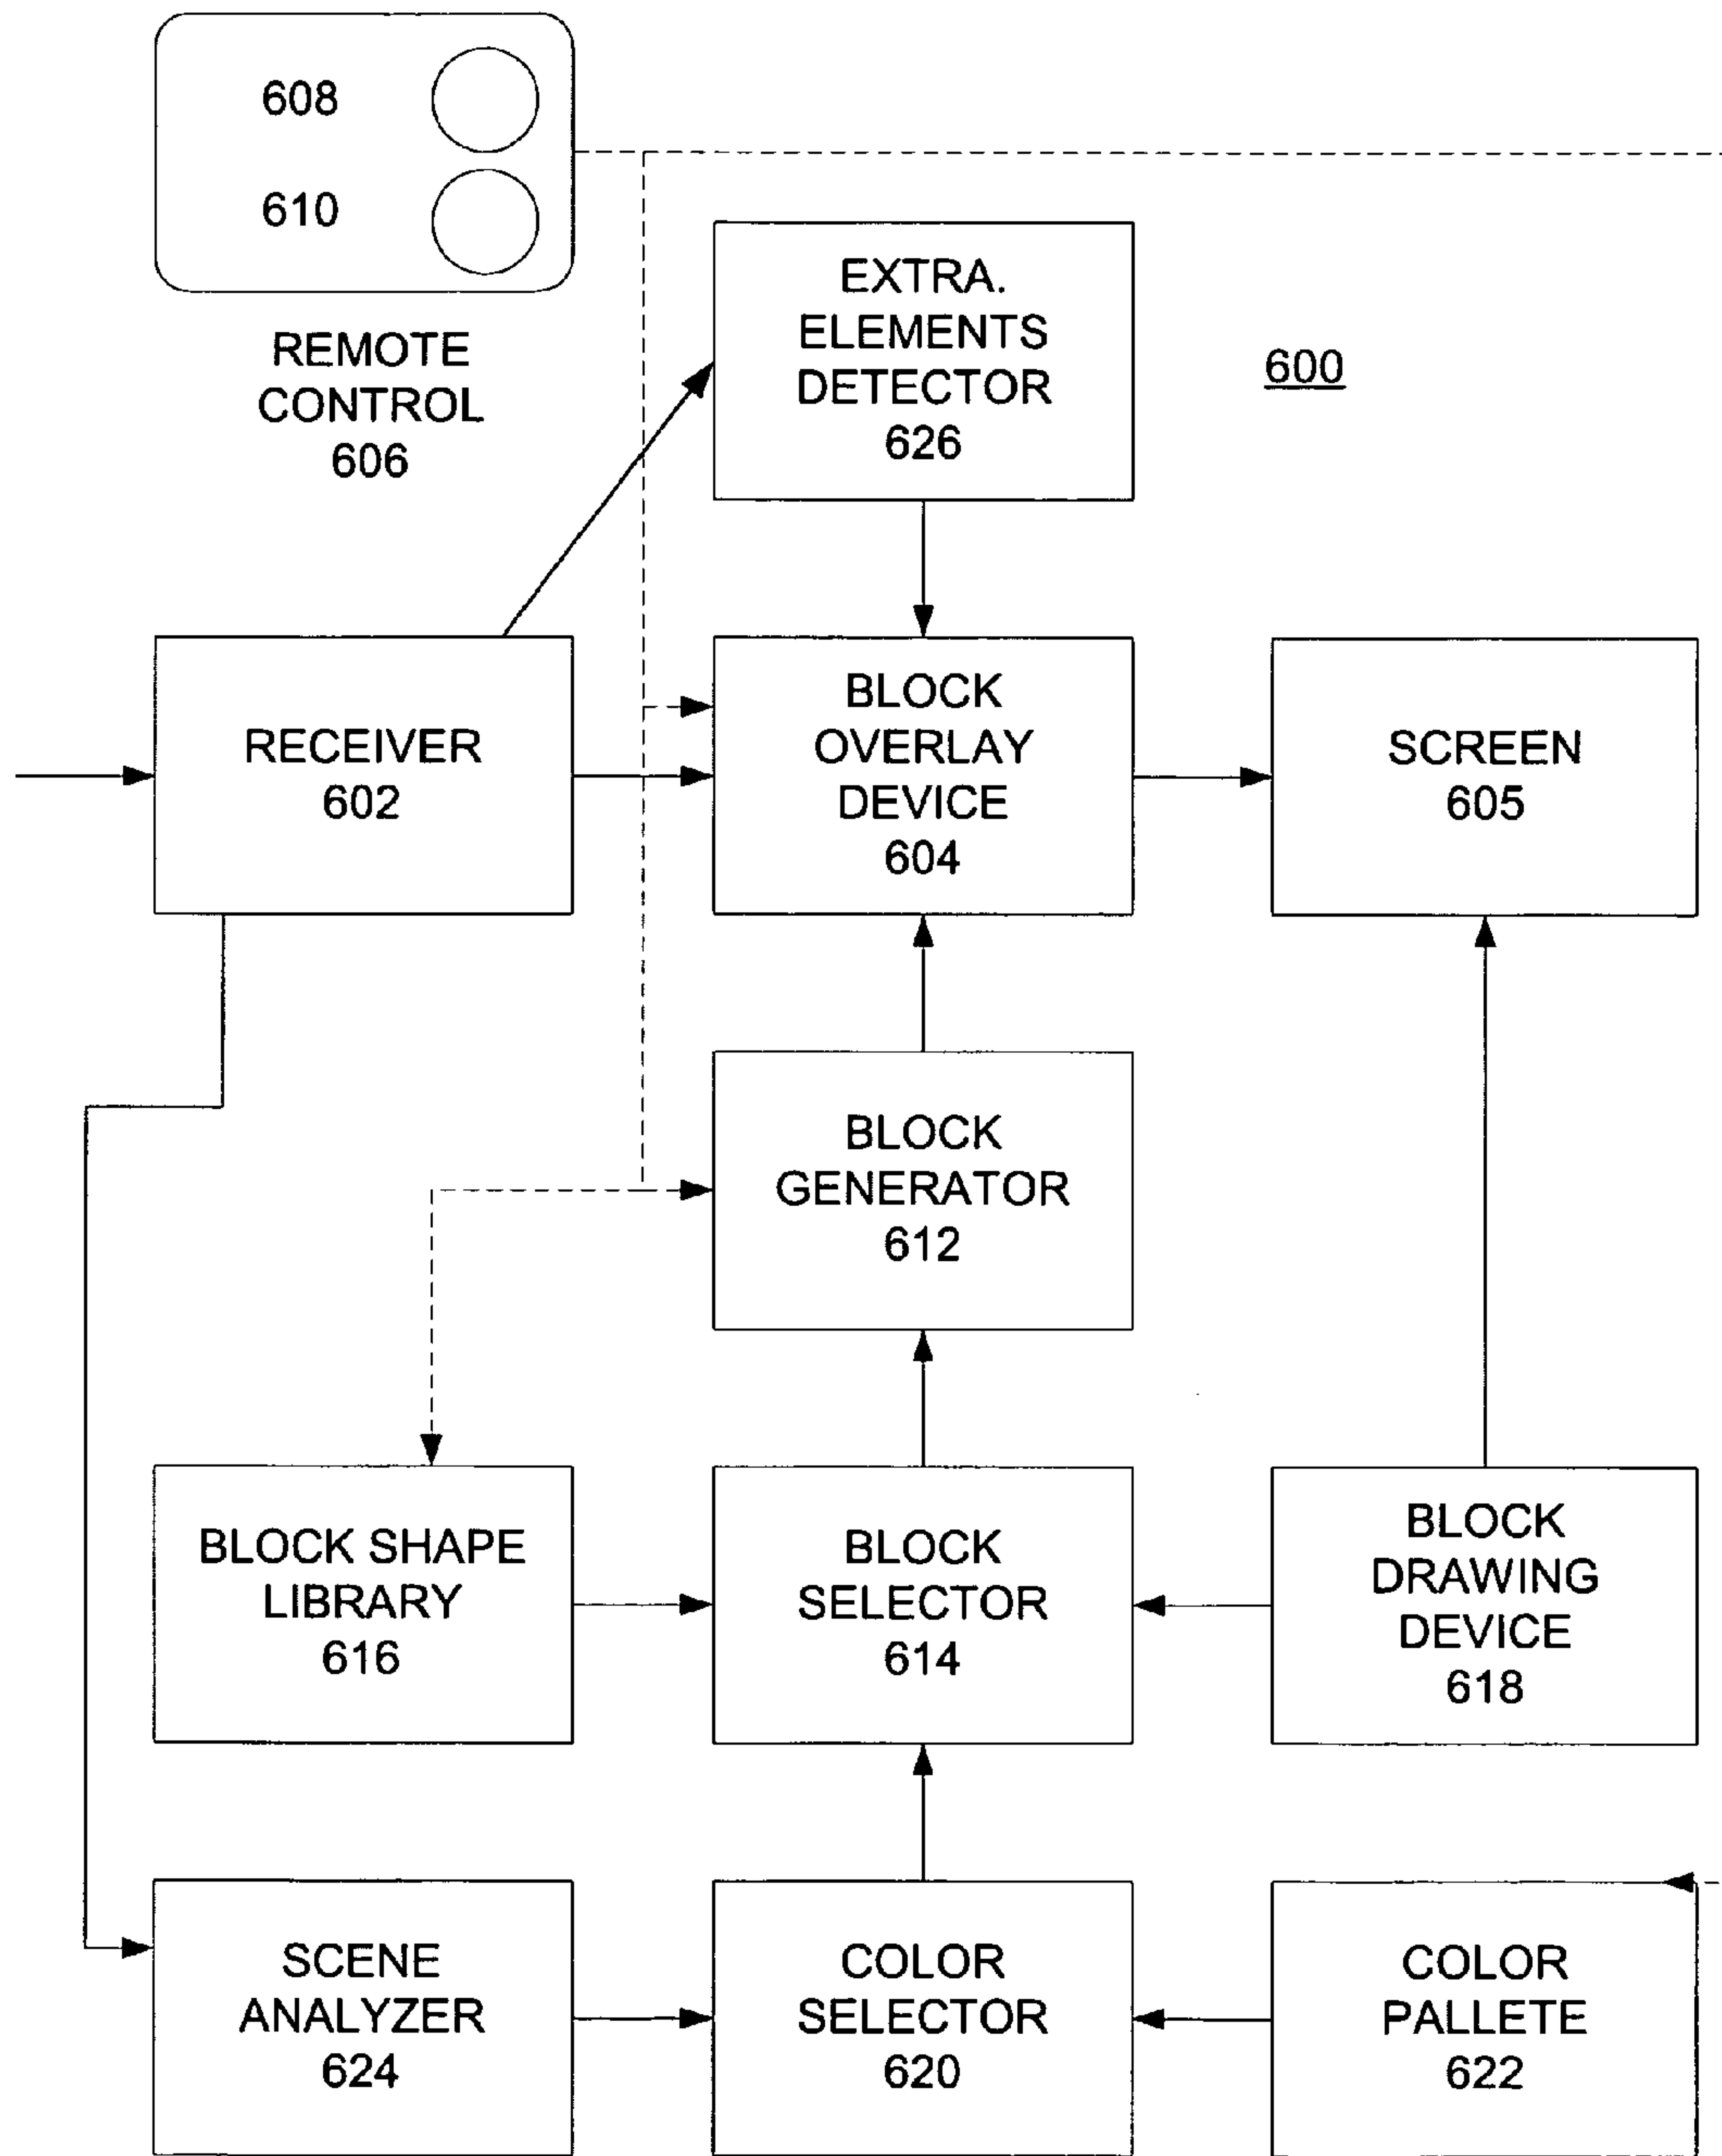 608
610
REMOTE
CONTROL
606
EXTRA.
ELEMENTS
DETECTOR
626
600
RECEIVER
602
BLOCK
OVERLAY
DEVICE
604
SCREEN
605
BLOCK
GENERATOR
612
BLOCK SHAPE
LIBRARY
616
BLOCK
SELECTOR
614
BLOCK
DRAWING
DEVICE
618
SCENE
ANALYZER
624
COLOR
SELECTOR
620
COLOR
PALLETE
622